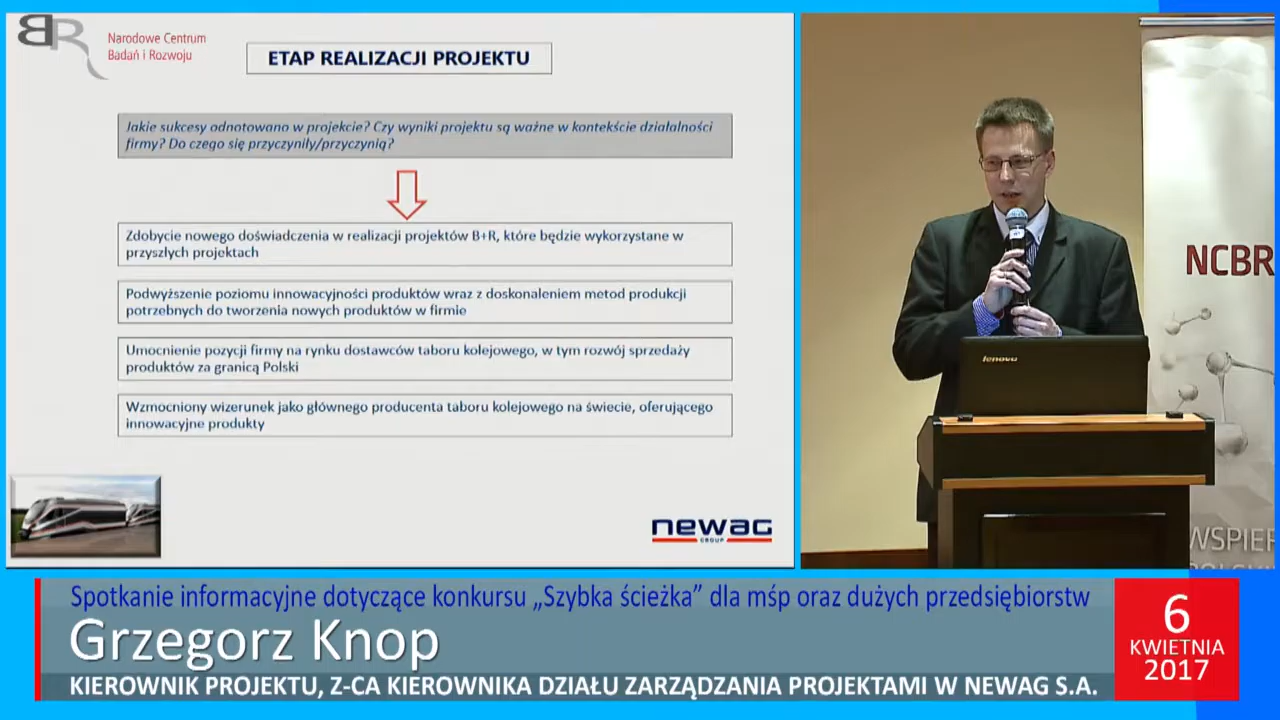 BR
Narodowe Centrum
Badań i Rozwoju
ETAP REALIZACJI PROJEKTU
Jakie sukcesy odnotowano w projekcie? Czy wyniki projektu są ważne w kontekście działalności
firmy? Do czego się przyczyniły/przyczynią?
Zdobycie nowego doświadczenia w realizacji projektów B+R, które będzie wykorzystane w
przyszłych projektach
Podwyższenie poziomu innowacyjności produktów wraz z doskonaleniem metod produkcji
potrzebnych do tworzenia nowych produktów w firmie
Umocnienie pozycji firmy na rynku dostawców taboru kolejowego, w tym rozwój sprzedaży
produktów za granicą Polski
Wzmocniony wizerunek jako głównego producenta taboru kolejowego na świecie, oferującego
innowacyjne produkty
newag
GROUP
NCBR
lenovo
WSPIER
Spotkanie informacyjne dotyczące konkursu „Szybka ścieżka” dla mśp oraz dużych przedsiębiorstw
Grzegorz Knop
KIEROWNIK PROJEKTU, Z-CA KIEROWNIKA DZIAŁU ZARZĄDZANIA PROJEKTAMI W NEWAG S.A.
6
KWIETNIA
2017